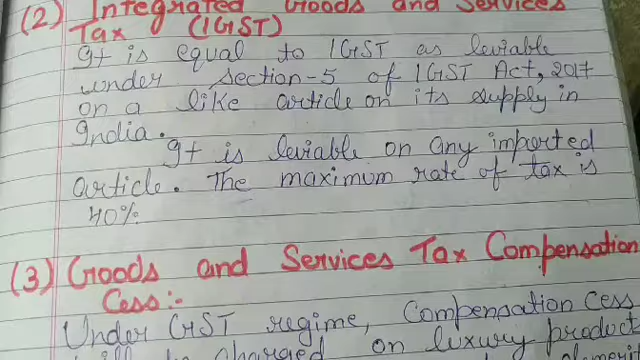 (2) Integrated Goods and Services
Tax (IGST)
It is equal to IGST as leviable
under section-5 of IGST Act, 2017
on a like article on its supply in
India.
It is leviable on any imported
article. The maximum rate of tax is
40%
(3) Goods and Services Tax Compensation
Cess:-
Under GST regime, Compensation Cess
will be charged on luxury product